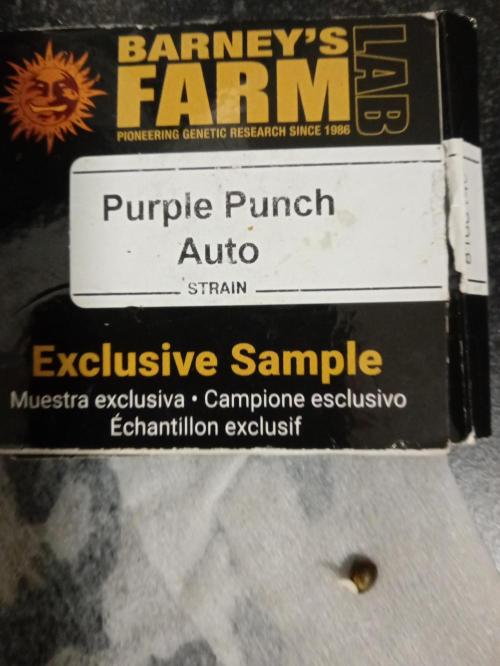 BARNEY'S
FARM
LAB
PIONEERING GENETIC RESEARCH SINCE 1986
Purple Punch
Auto
STRAIN
Exclusive Sample
Muestra exclusiva • Campione esclusivo
Échantillon exclusif